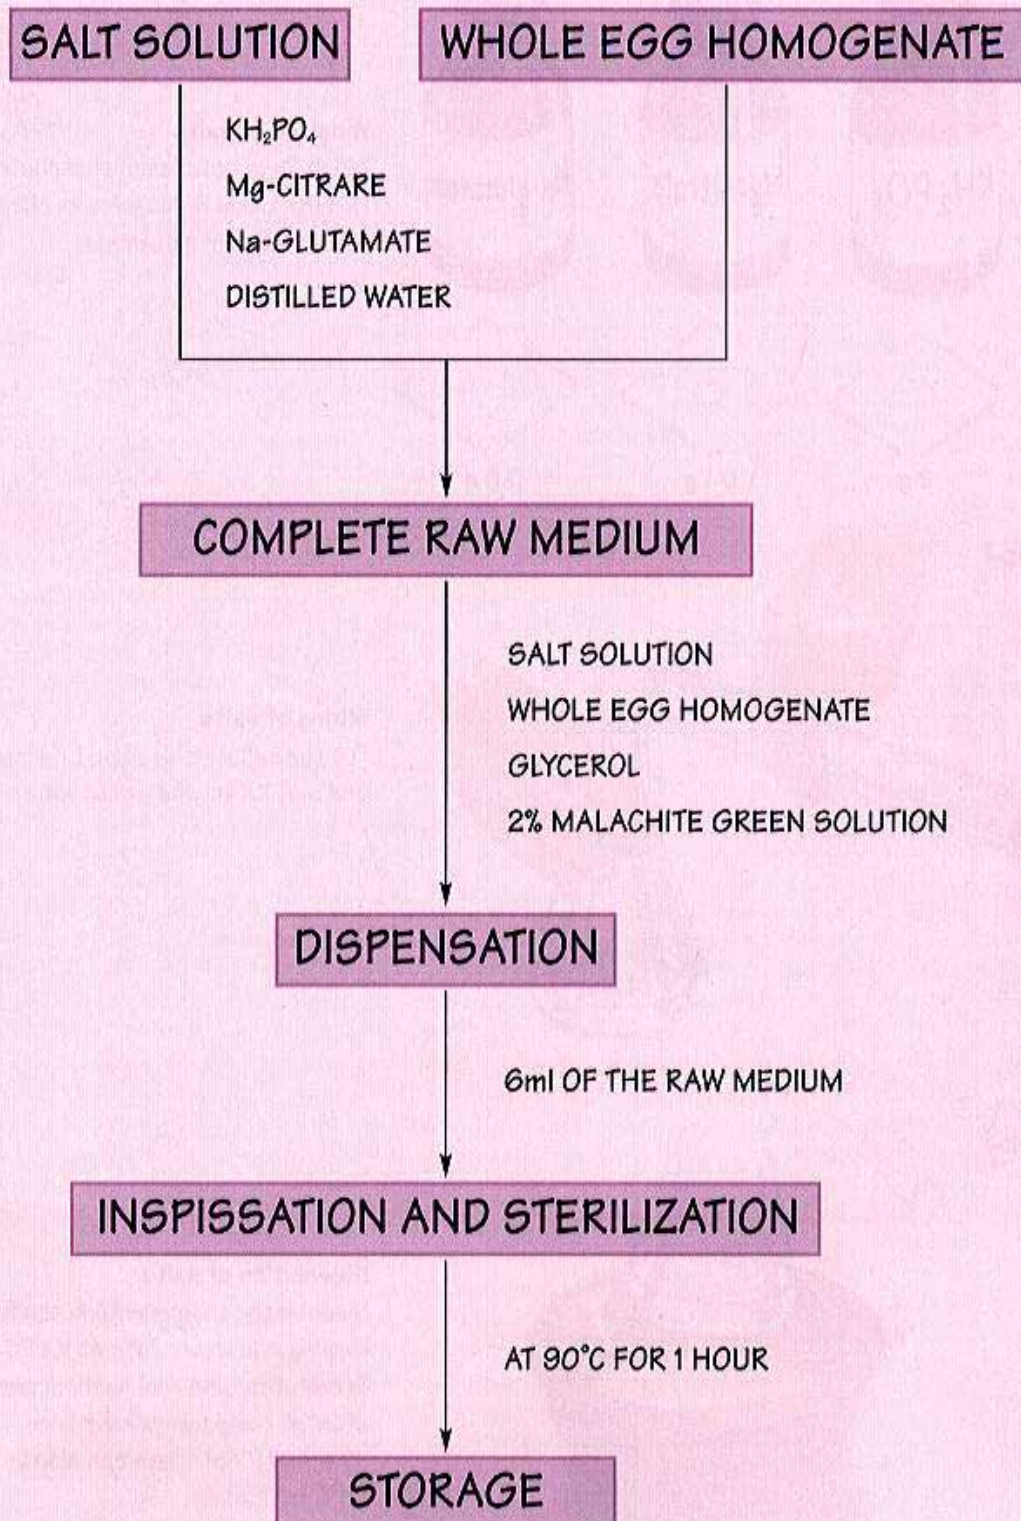 SALT SOLUTION
WHOLE EGG HOMOGENATE
KH₂PO₄
Mg-CITRARE
Na-GLUTAMATE
DISTILLED WATER
COMPLETE RAW MEDIUM
SALT SOLUTION
WHOLE EGG HOMOGENATE
GLYCEROL
2% MALACHITE GREEN SOLUTION
DISPENSATION
6ml OF THE RAW MEDIUM
INSPISSATION AND STERILIZATION
AT 90°C FOR 1 HOUR
STORAGE